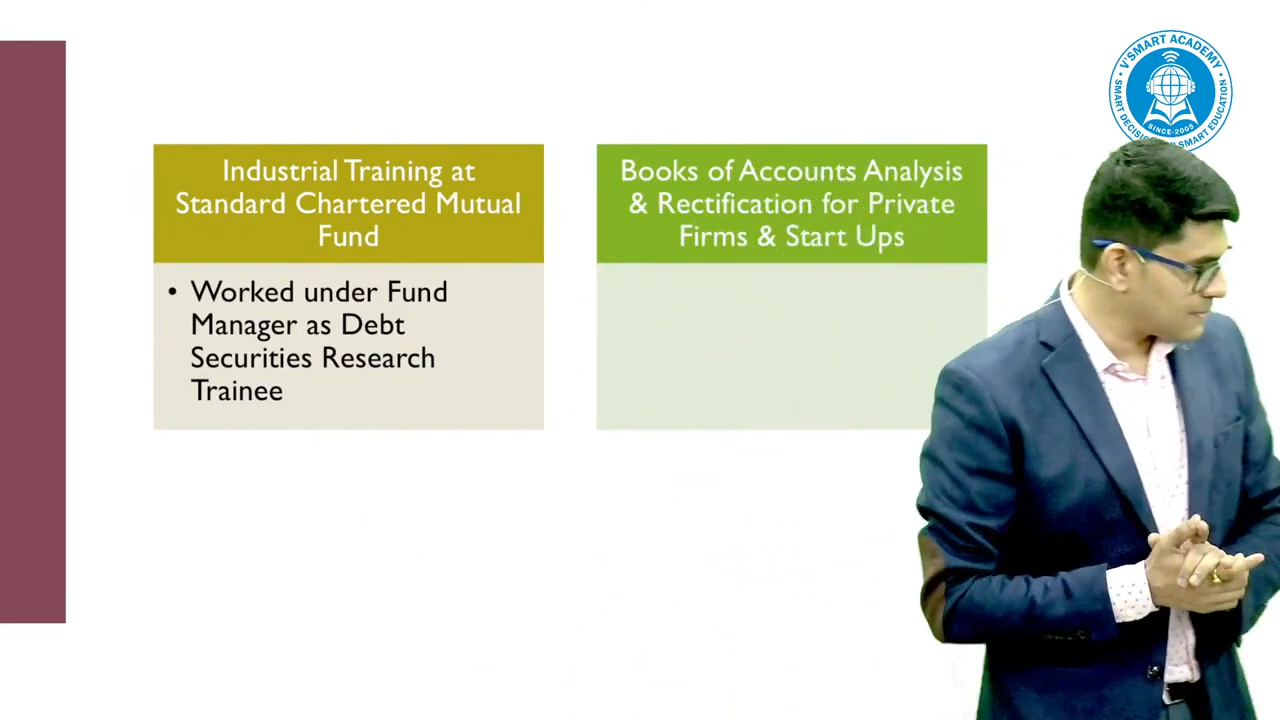 V'SMART ACADEMY
SINCE-2005
Industrial Training at
Standard Chartered Mutual
Fund
• Worked under Fund
Manager as Debt
Securities Research
Trainee
Books of Accounts Analysis
& Rectification for Private
Firms & Start Ups